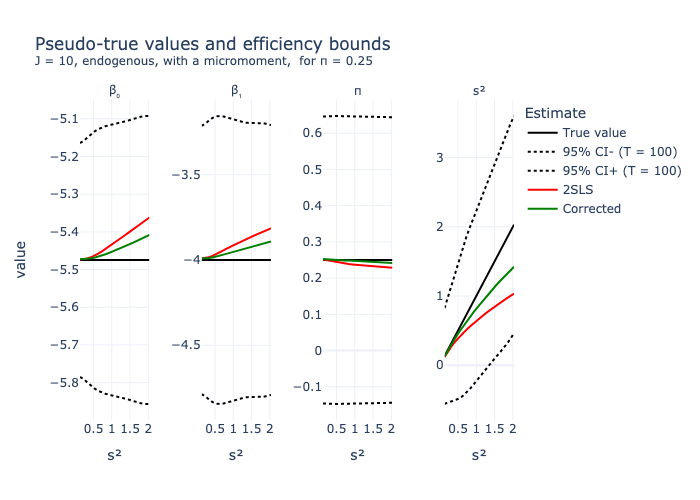 Pseudo-true values and efficiency bounds
J = 10, endogenous, with a micromoment,  for π = 0.25
β₀
β₁
π
s²
Estimate
True value
95% CI- (T = 100)
95% CI+ (T = 100)
2SLS
Corrected
value
−5.1
−5.2
−5.3
−5.4
−5.5
−5.6
−5.7
−5.8
−3.5
−4
−4.5
0.6
0.5
0.4
0.3
0.2
0.1
0
−0.1
3
2
1
0
0.5 1 1.5 2
0.5 1 1.5 2
0.5 1 1.5 2
0.5 1 1.5 2
s²
s²
s²
s²